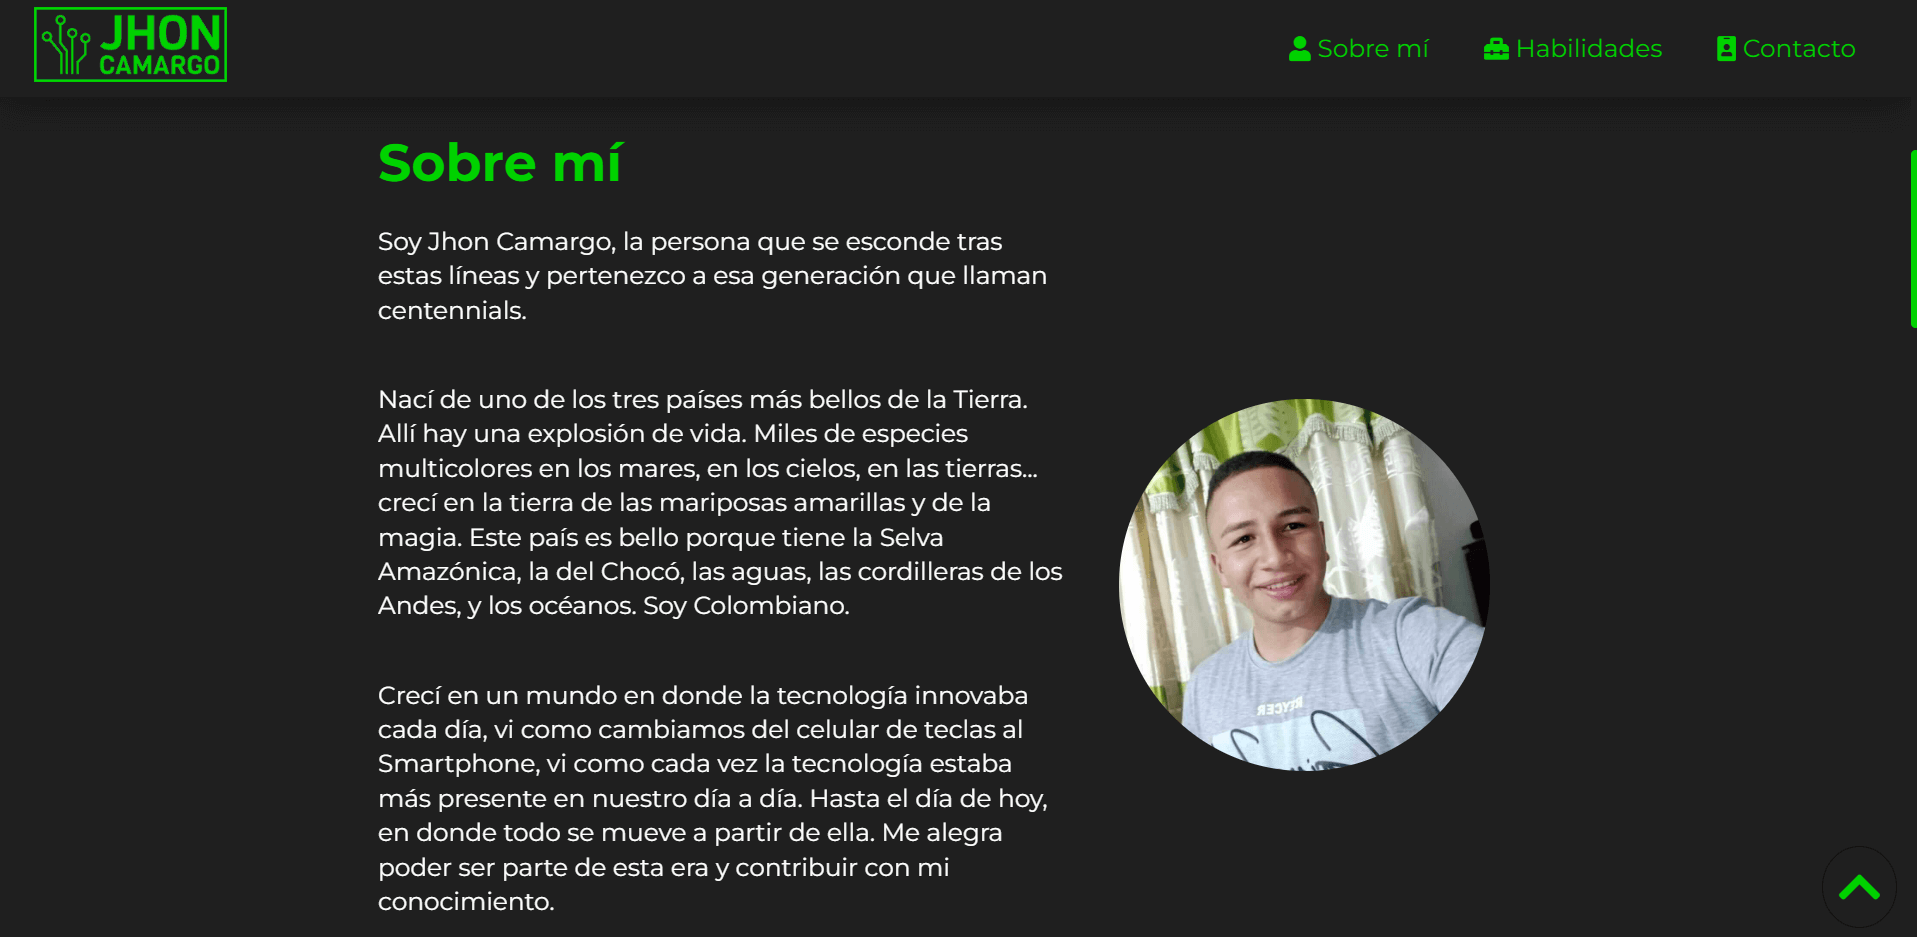 JHON
CAMARGO
Sobre mí
Habilidades
Contacto
Sobre mí
Soy Jhon Camargo, la persona que se esconde tras
estas líneas y pertenezco a esa generación que llaman
centennials.
Nací de uno de los tres países más bellos de la Tierra.
Allí hay una explosión de vida. Miles de especies
multicolores en los mares, en los cielos, en las tierras...
crecí en la tierra de las mariposas amarillas y de la
magia. Este país es bello porque tiene la Selva
Amazónica, la del Chocó, las aguas, las cordilleras de los
Andes, y los océanos. Soy Colombiano.
Crecí en un mundo en donde la tecnología innovaba
cada día, vi como cambiamos del celular de teclas al
Smartphone, vi como cada vez la tecnología estaba
más presente en nuestro día a día. Hasta el día de hoy,
en donde todo se mueve a partir de ella. Me alegra
poder ser parte de esta era y contribuir con mi
conocimiento.